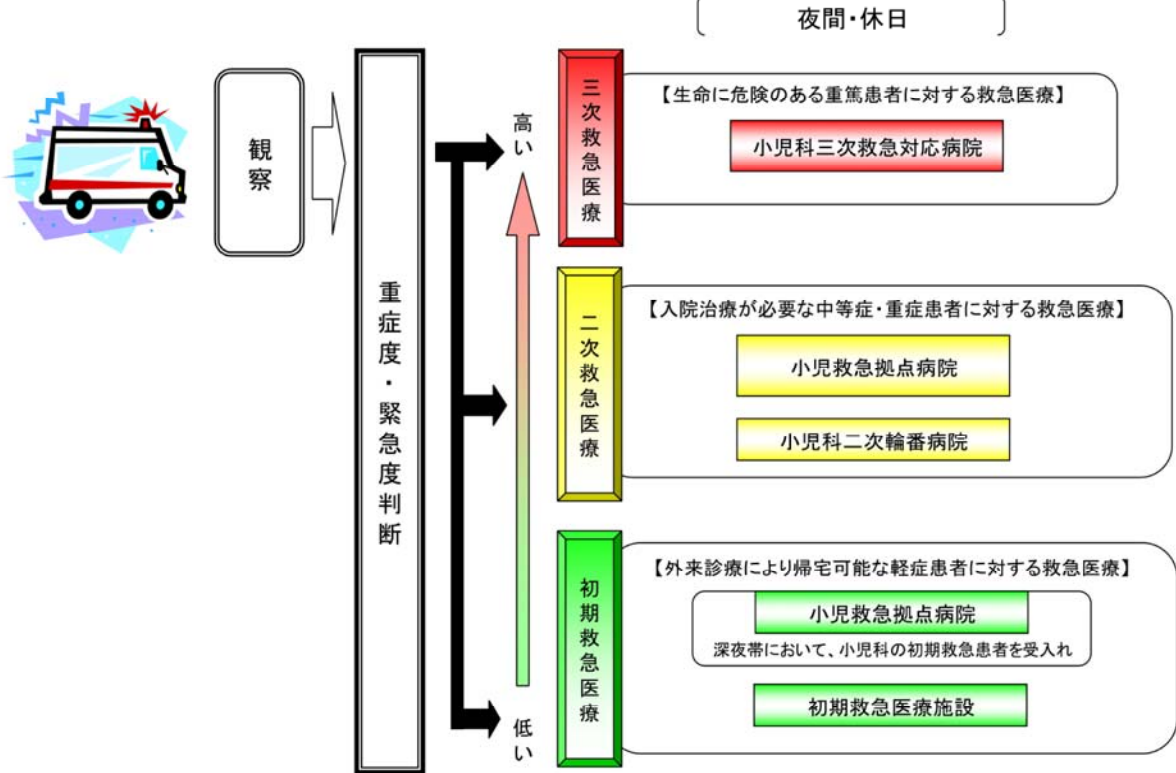 夜間・休日
観察
重症度・緊急度判断
高い
低い
三次救急医療
【生命に危険のある重篤患者に対する救急医療】
小児科三次救急対応病院
二次救急医療
【入院治療が必要な中等症・重症患者に対する救急医療】
小児救急拠点病院
小児科二次輪番病院
初期救急医療
【外来診療により帰宅可能な軽症患者に対する救急医療】
小児救急拠点病院
深夜帯において、小児科の初期救急患者を受入れ
初期救急医療施設